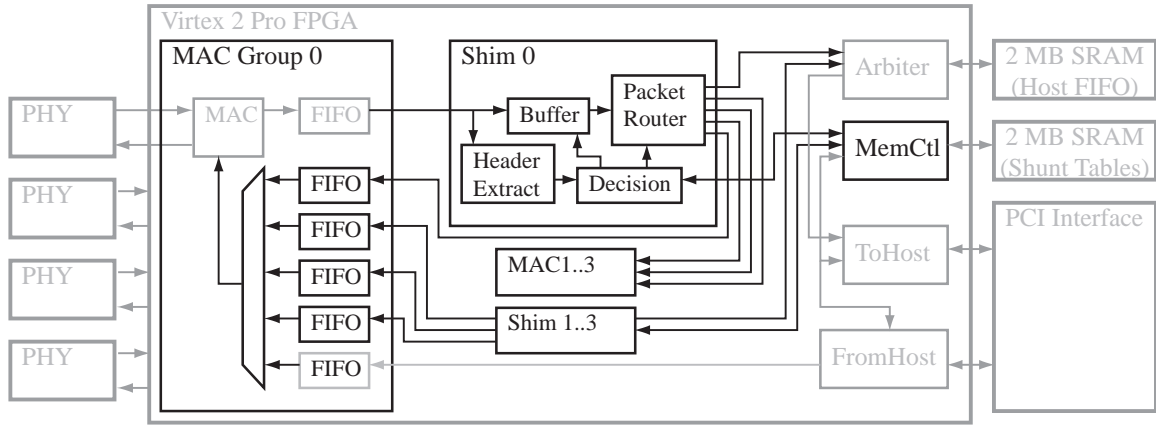 Virtex 2 Pro FPGA
MAC Group 0
Shim 0
PHY
MAC
FIFO
Buffer
Packet
Router
Header
Extract
Decision
Arbiter
2 MB SRAM
(Host FIFO)
MemCtl
2 MB SRAM
(Shunt Tables)
PHY
FIFO
FIFO
PHY
FIFO
MAC1..3
ToHost
PCI Interface
FIFO
Shim 1..3
PHY
FIFO
FromHost